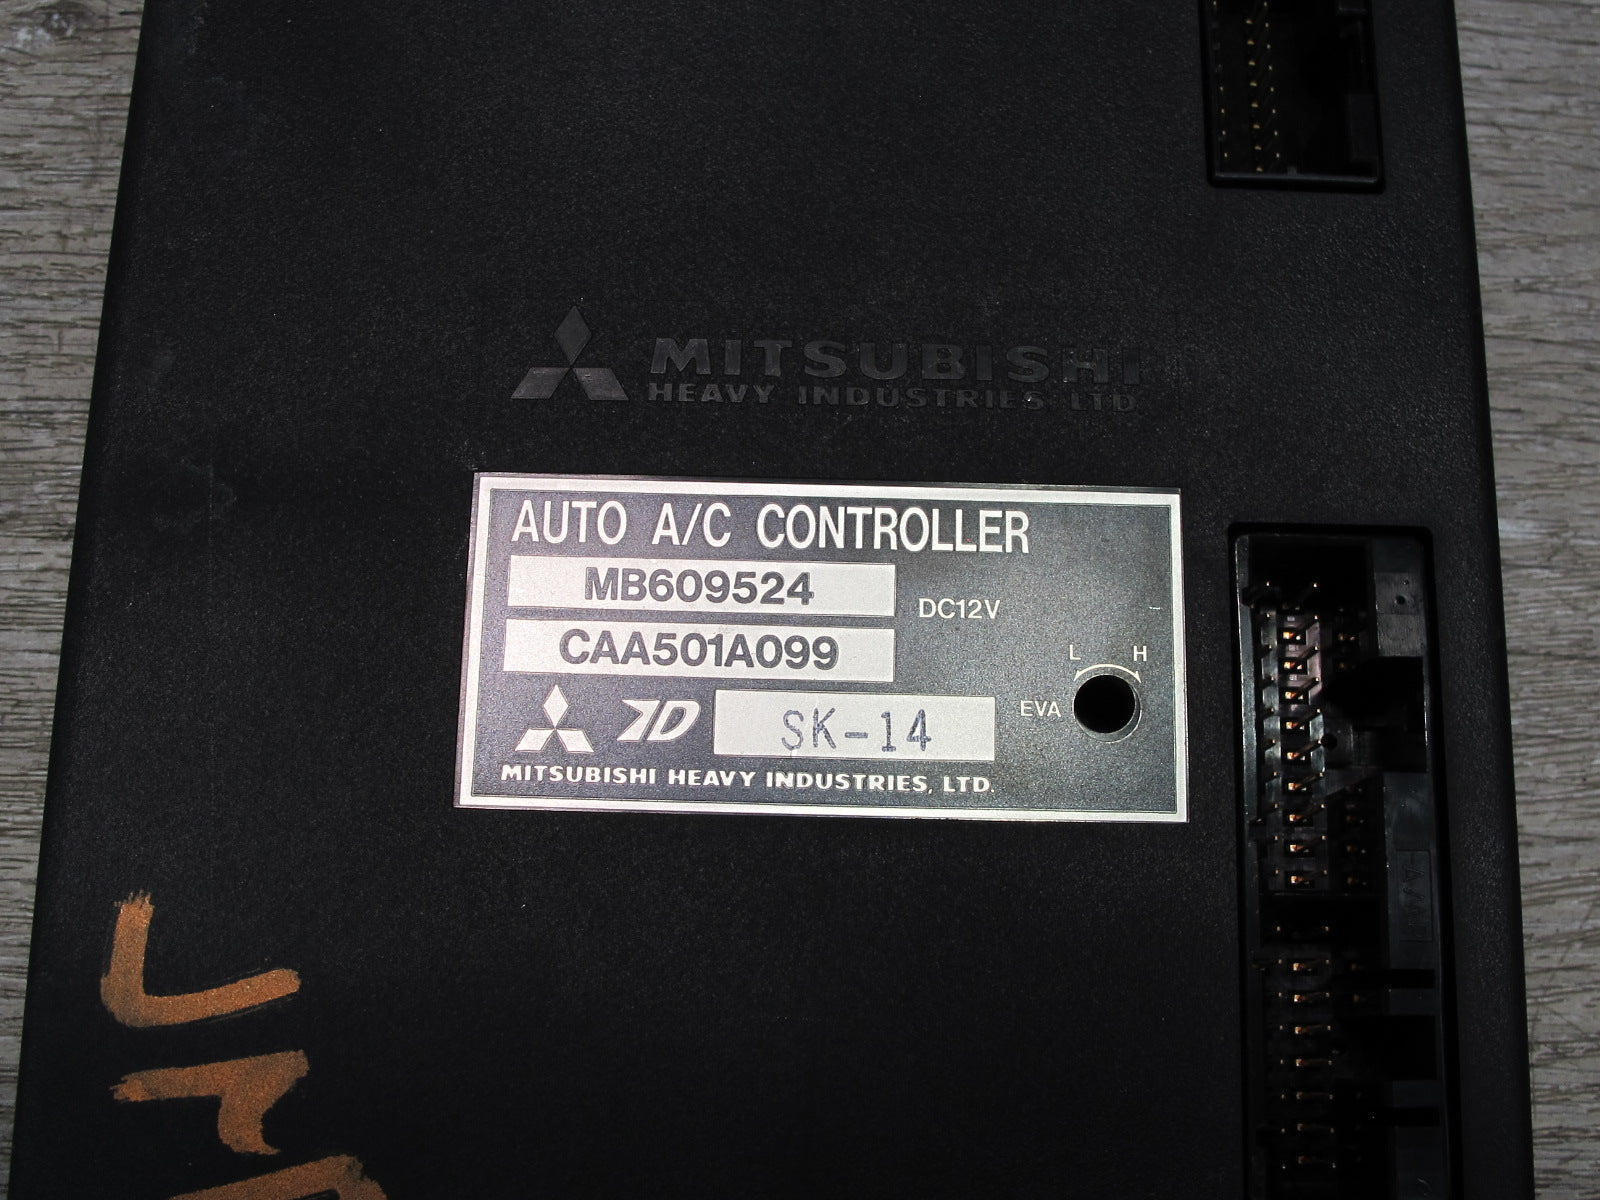 MITSUBISHI
HEAVY INDUSTRIES LTD
AUTO A/C CONTROLLER
MB609524
DC12V
CAA501A099
L H
EVA
SK-14
MITSUBISHI HEAVY INDUSTRIES, LTD.